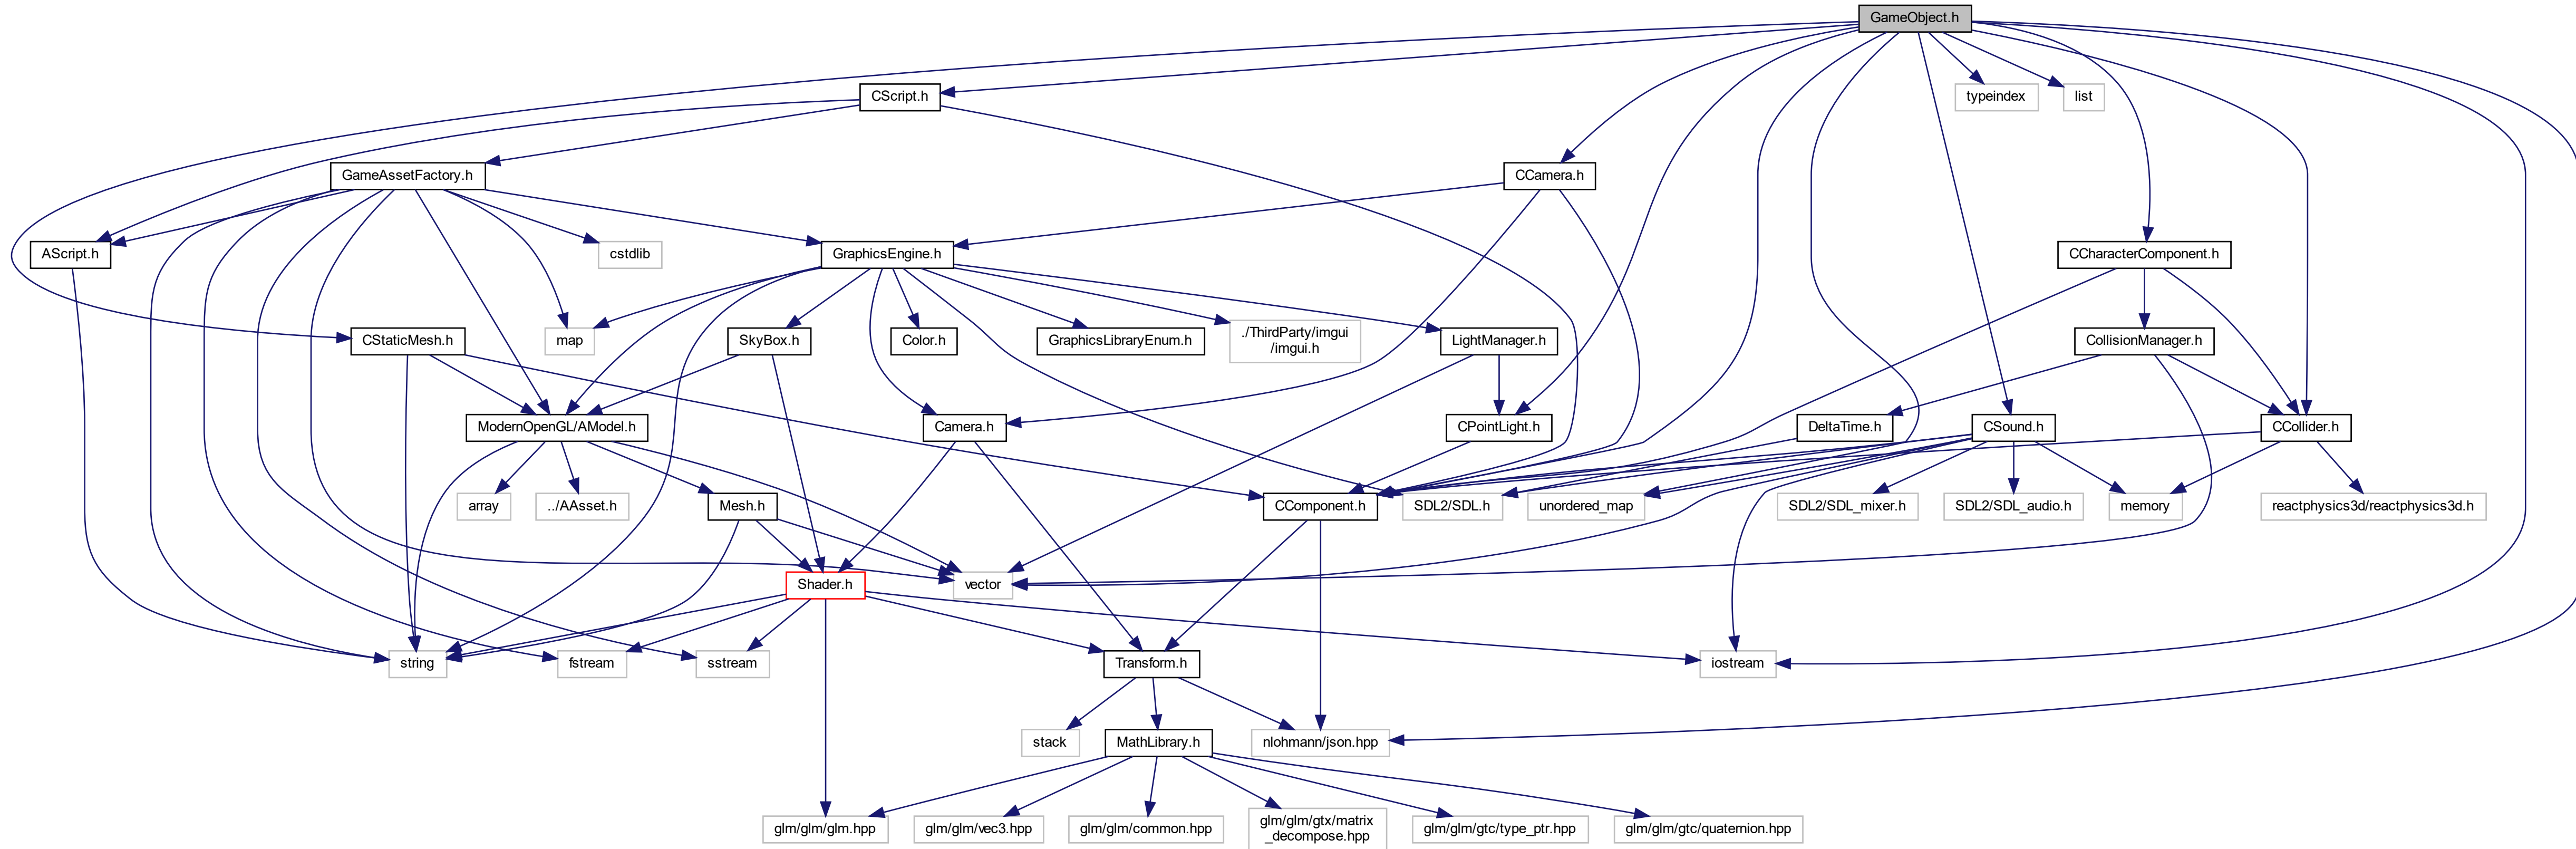 GameObject.h
CScript.h
typeindex
list
GameAssetFactory.h
CCamera.h
AScript.h
cstdlib
GraphicsEngine.h
CCharacterComponent.h
CStaticMesh.h
map
SkyBox.h
Color.h
GraphicsLibraryEnum.h
./ThirdParty/imgui
/imgui.h
LightManager.h
CollisionManager.h
ModernOpenGL/AModel.h
Camera.h
CPointLight.h
DeltaTime.h
CSound.h
CCollider.h
array
../AAsset.h
Mesh.h
CComponent.h
SDL2/SDL.h
unordered_map
SDL2/SDL_mixer.h
SDL2/SDL_audio.h
memory
reactphysics3d/reactphysics3d.h
Shader.h
vector
string
fstream
sstream
Transform.h
iostream
stack
MathLibrary.h
nlohmann/json.hpp
glm/glm/glm.hpp
glm/glm/vec3.hpp
glm/glm/common.hpp
glm/glm/gtx/matrix
_decompose.hpp
glm/glm/gtc/type_ptr.hpp
glm/glm/gtc/quaternion.hpp